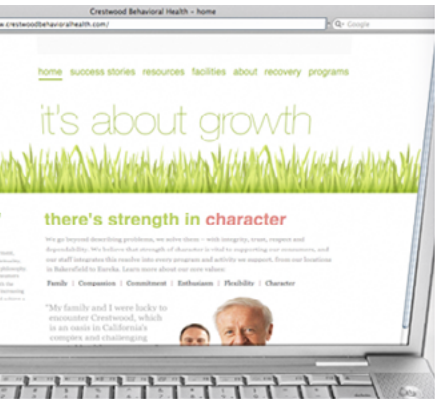 Crestwood Behavioral Health - home
w.crestwoodbehavioralhealth.com/
Google
home success stories resources facilities about recovery programs
it's about growth
there's strength in character
We go beyond describing problems, we solve them - with integrity, trust, respect and
dependability. We believe that strength of character is vital to supporting our consumers, and
our staff integrates this resolve into every program and activity we support, from our locations
in Bakersfield to Eureka. Learn more about our core values:
Family | Compassion | Commitment | Enthusiasm | Flexibility | Character
"My family and I were lucky to
encounter Crestwood, which
is an oasis in California's
complex and challenging